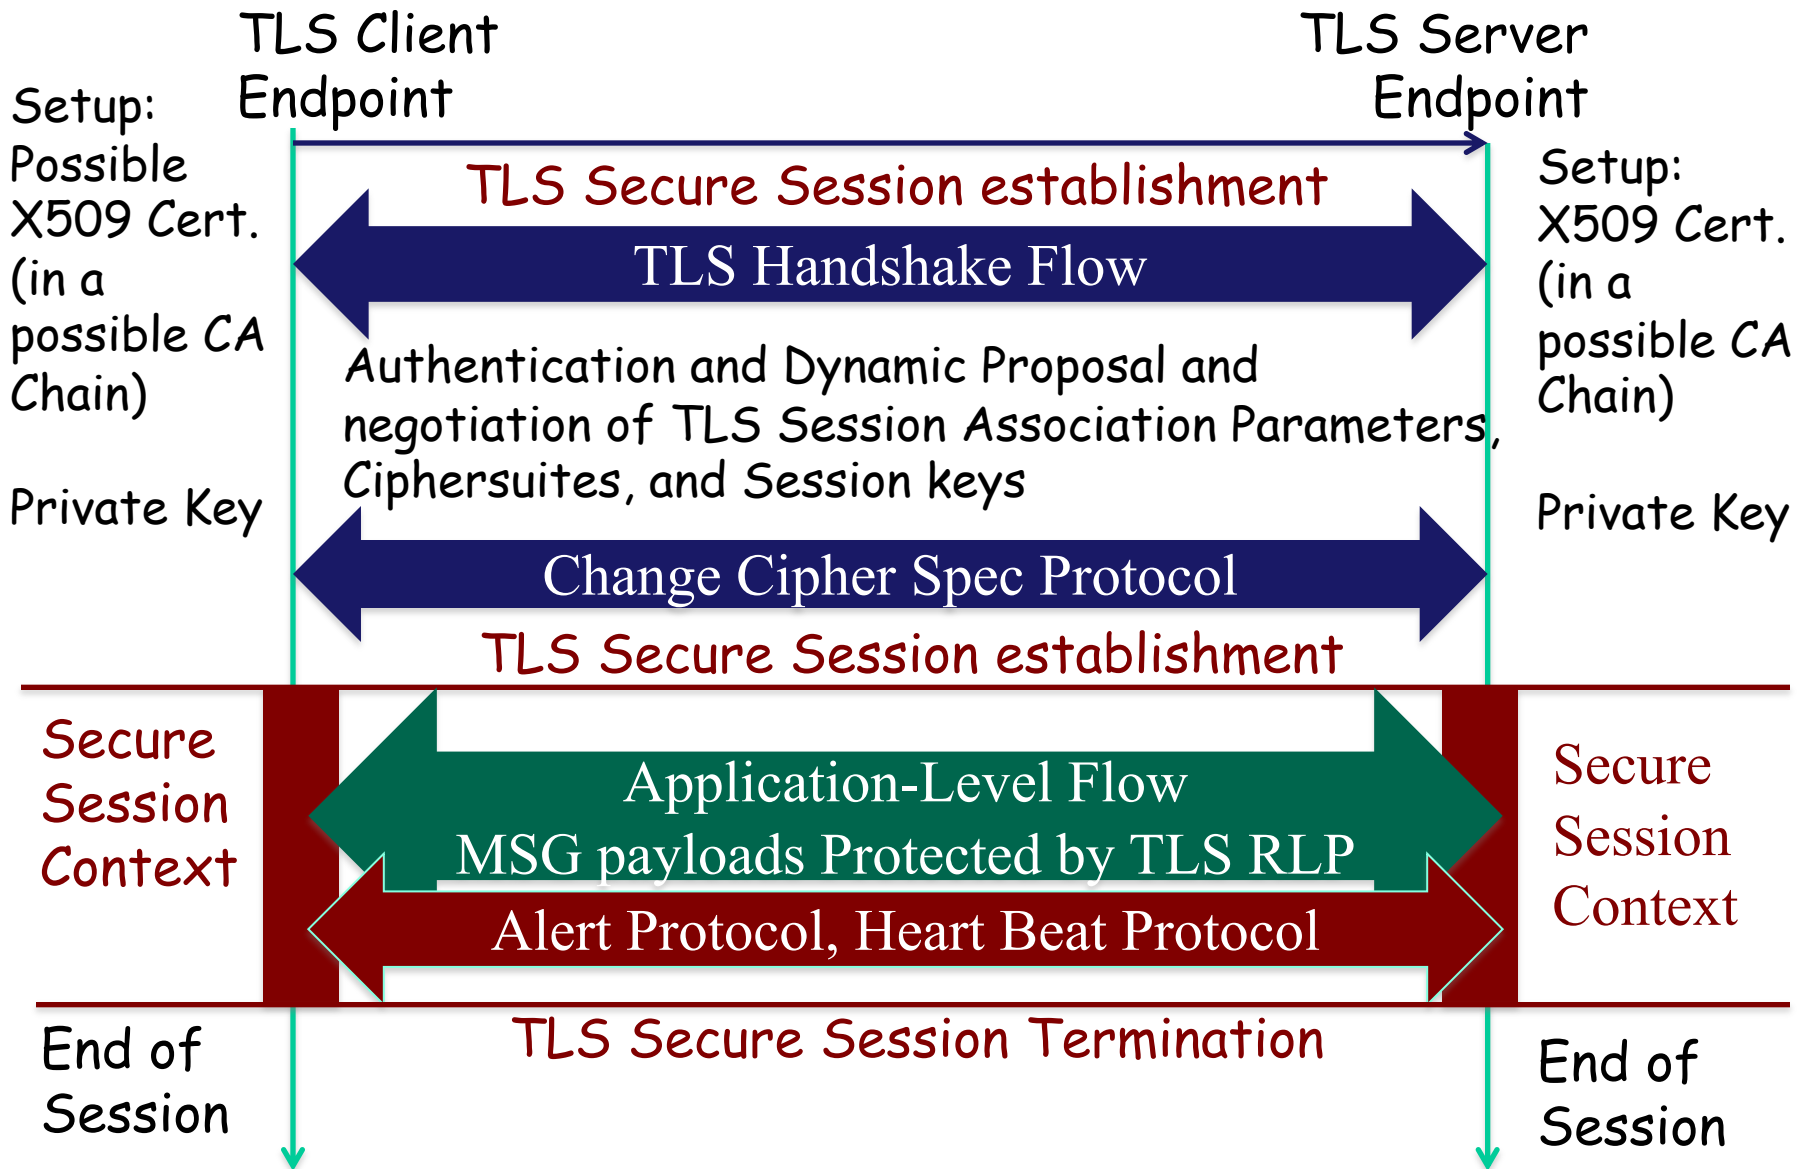 TLS Client
Endpoint
TLS Server
Endpoint
Setup:
Possible
X509 Cert.
(in a
possible CA
Chain)
Private Key
Setup:
X509 Cert.
(in a
possible CA
Chain)
Private Key
TLS Secure Session establishment
TLS Handshake Flow
Authentication and Dynamic Proposal and
negotiation of TLS Session Association Parameters,
Ciphersuites, and Session keys
Change Cipher Spec Protocol
TLS Secure Session establishment
Secure
Session
Context
Application-Level Flow
MSG payloads Protected by TLS RLP
Alert Protocol, Heart Beat Protocol
Secure
Session
Context
TLS Secure Session Termination
End of
Session
End of
Session